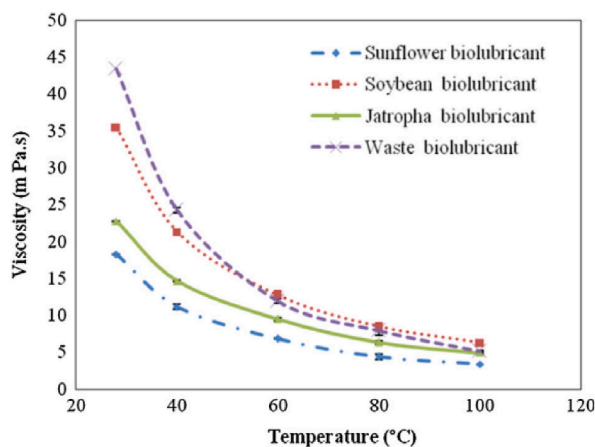 50
45
40
35
30
25
20
15
10
5
0
Viscosity (m Pa.s)
Sunflower biolubricant
Soybean biolubricant
Jatropha biolubricant
Waste biolubricant
20 40 60 80 100 120
Temperature (°C)